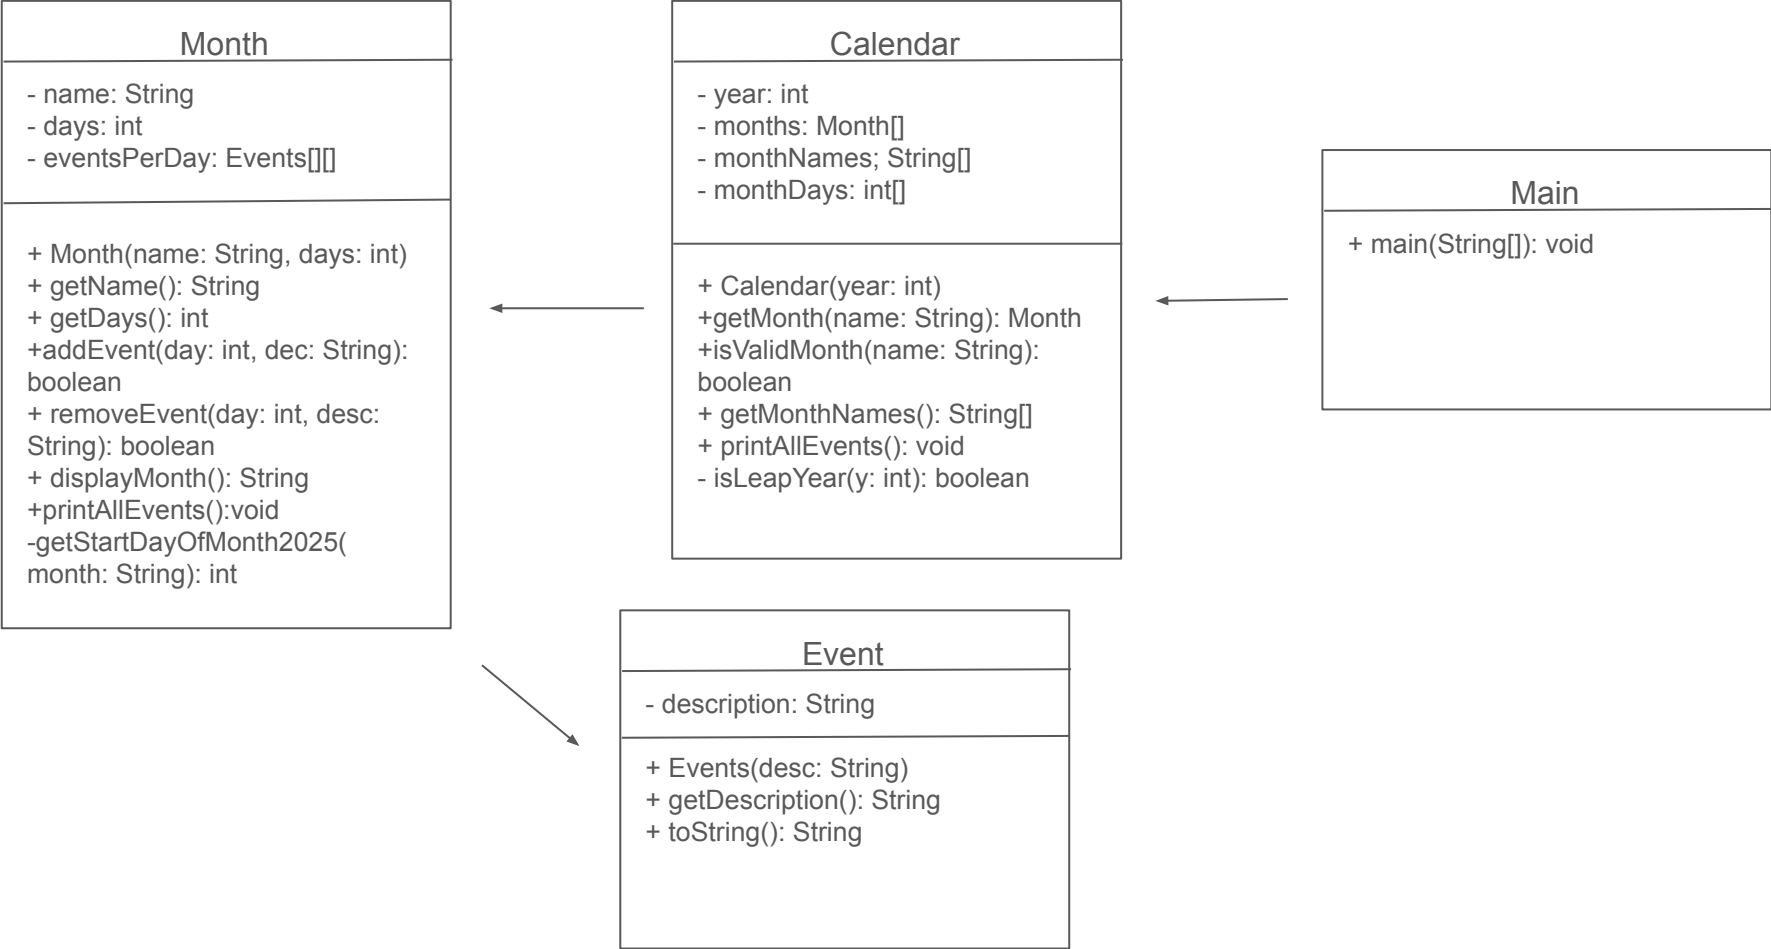 Month
- name: String
- days: int
- eventsPerDay: Events[][]
+ Month(name: String, days: int)
+ getName(): String
+ getDays(): int
+addEvent(day: int, dec: String):
boolean
+ removeEvent(day: int, desc:
String): boolean
+ displayMonth(): String
+printAllEvents():void
-getStartDayOfMonth2025(
month: String): int
Calendar
- year: int
- months: Month[]
- monthNames; String[]
- monthDays: int[]
+ Calendar(year: int)
+getMonth(name: String): Month
+isValidMonth(name: String):
boolean
+ getMonthNames(): String[]
+ printAllEvents(): void
- isLeapYear(y: int): boolean
Main
+ main(String[]): void
Event
- description: String
+ Events(desc: String)
+ getDescription(): String
+ toString(): String